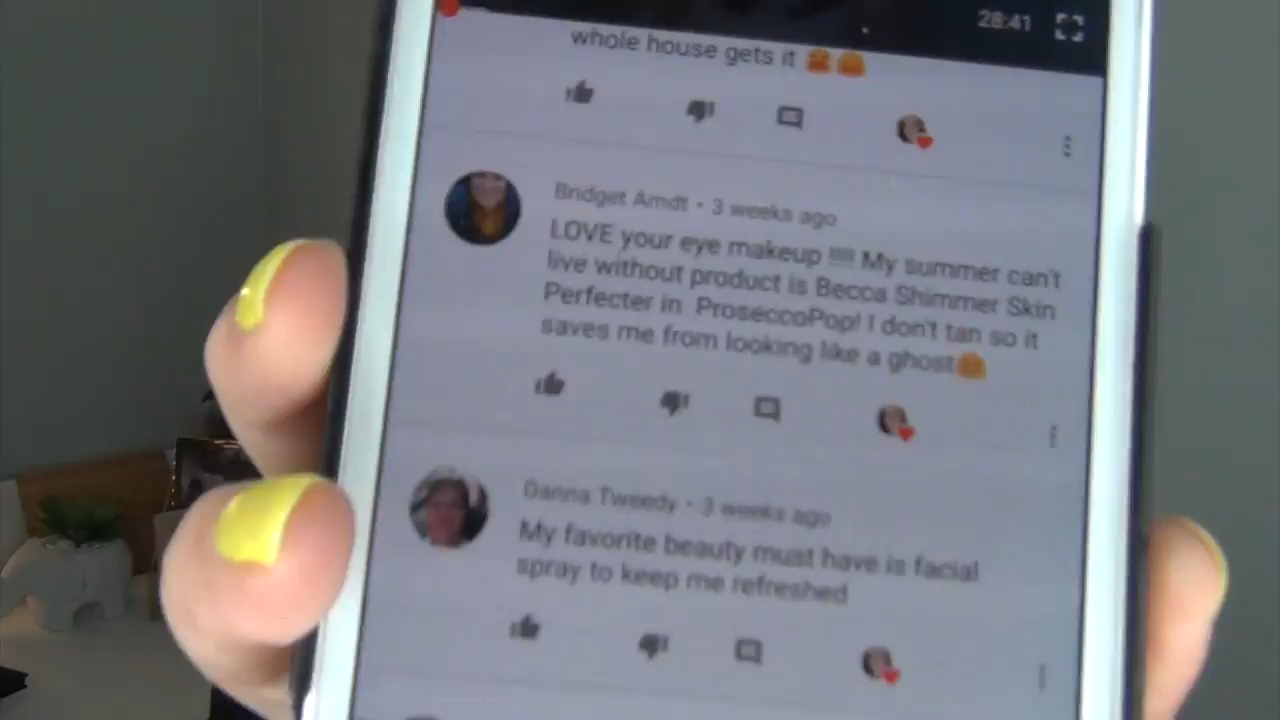 28:41
whole house gets it
Bridget Arndt • 3 weeks ago
LOVE your eye makeup !!!!! My summer can't
live without product is Becca Shimmer Skin
Perfecter in ProseccoPop! I don't tan so it
saves me from looking like a ghost
Danna Tweedy • 3 weeks ago
My favorite beauty must have is facial
spray to keep me refreshed